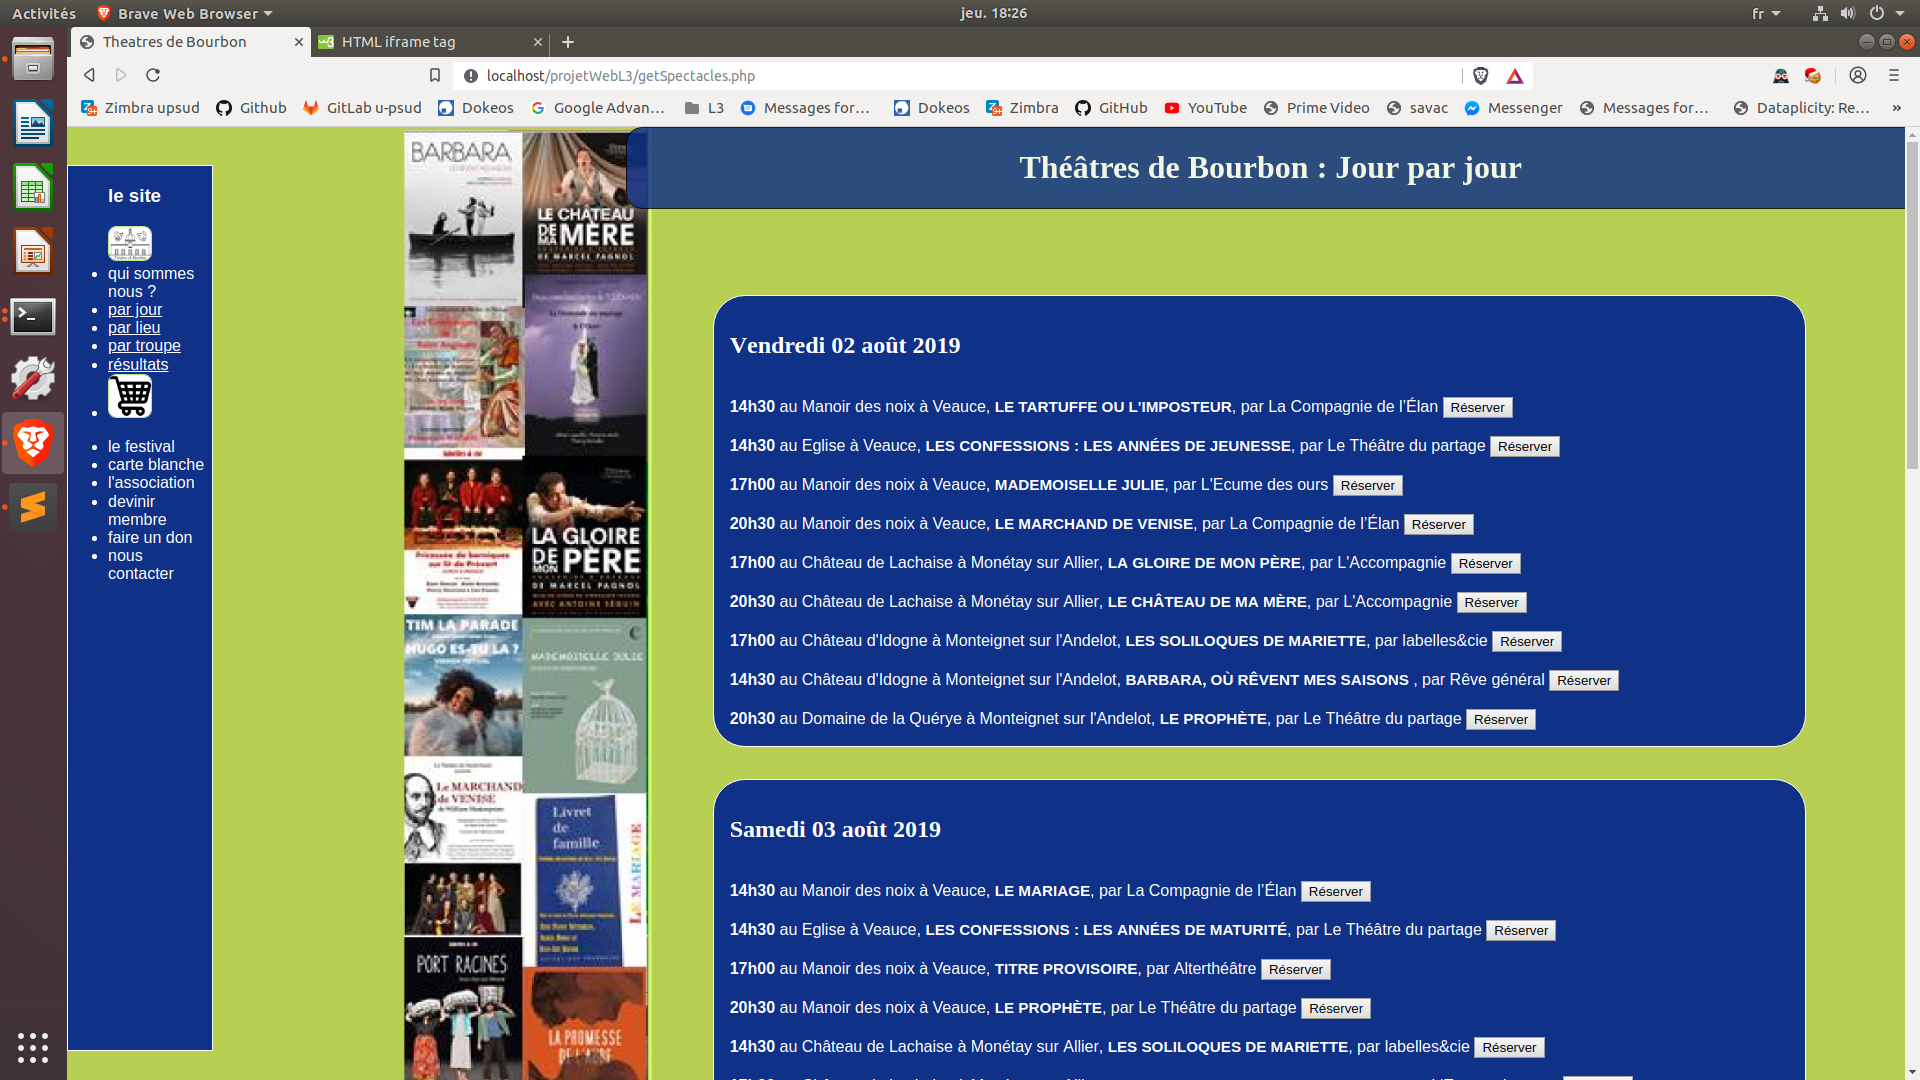 Activités
Brave Web Browser
jeu. 18:26
fr
Theatres de Bourbon
HTML iframe tag
localhost/projetWebL3/getSpectacles.php
Zimbra upsud
Github
GitLab u-psud
Dokeos
Google Advan…
L3
Messages for…
Dokeos
Zimbra
GitHub
YouTube
Prime Video
savac
Messenger
Messages for…
Dataplicity: Re…
»
le site
qui sommes
nous ?
par jour
par lieu
par troupe
résultats
le festival
carte blanche
l'association
devinir
membre
faire un don
nous
contacter
BARBARA
LE CHÂTEAU
DE MA MÈRE
DE MARCEL PAGNOL
LA GLOIRE
DE MON PÈRE
DE MARCEL PAGNOL
AVEC ANTOINE SÉGUIN
TIM LA PARADE
HUGO ES-TU LA ?
MADEMOISELLE JULIE
Le MARCHAND
de VENISE
Livret
de
famille
LE MARIAGE
PORT RACINES
LA PROMESSE
DE L'AUBE
Théâtres de Bourbon : Jour par jour
Vendredi 02 août 2019
14h30 au Manoir des noix à Veauce, LE TARTUFFE OU L'IMPOSTEUR, par La Compagnie de l’Élan Réserver
14h30 au Eglise à Veauce, LES CONFESSIONS : LES ANNÉES DE JEUNESSE, par Le Théâtre du partage Réserver
17h00 au Manoir des noix à Veauce, MADEMOISELLE JULIE, par L'Ecume des ours Réserver
20h30 au Manoir des noix à Veauce, LE MARCHAND DE VENISE, par La Compagnie de l’Élan Réserver
17h00 au Château de Lachaise à Monétay sur Allier, LA GLOIRE DE MON PÈRE, par L'Accompagnie Réserver
20h30 au Château de Lachaise à Monétay sur Allier, LE CHÂTEAU DE MA MÈRE, par L'Accompagnie Réserver
17h00 au Château d'Idogne à Monteignet sur l'Andelot, LES SOLILOQUES DE MARIETTE, par labelles&cie Réserver
14h30 au Château d'Idogne à Monteignet sur l'Andelot, BARBARA, OÙ RÊVENT MES SAISONS , par Rêve général Réserver
20h30 au Domaine de la Quérye à Monteignet sur l'Andelot, LE PROPHÈTE, par Le Théâtre du partage Réserver
Samedi 03 août 2019
14h30 au Manoir des noix à Veauce, LE MARIAGE, par La Compagnie de l’Élan Réserver
14h30 au Eglise à Veauce, LES CONFESSIONS : LES ANNÉES DE MATURITÉ, par Le Théâtre du partage Réserver
17h00 au Manoir des noix à Veauce, TITRE PROVISOIRE, par Alterthéâtre Réserver
20h30 au Manoir des noix à Veauce, LE PROPHÈTE, par Le Théâtre du partage Réserver
14h30 au Château de Lachaise à Monétay sur Allier, LES SOLILOQUES DE MARIETTE, par labelles&cie Réserver